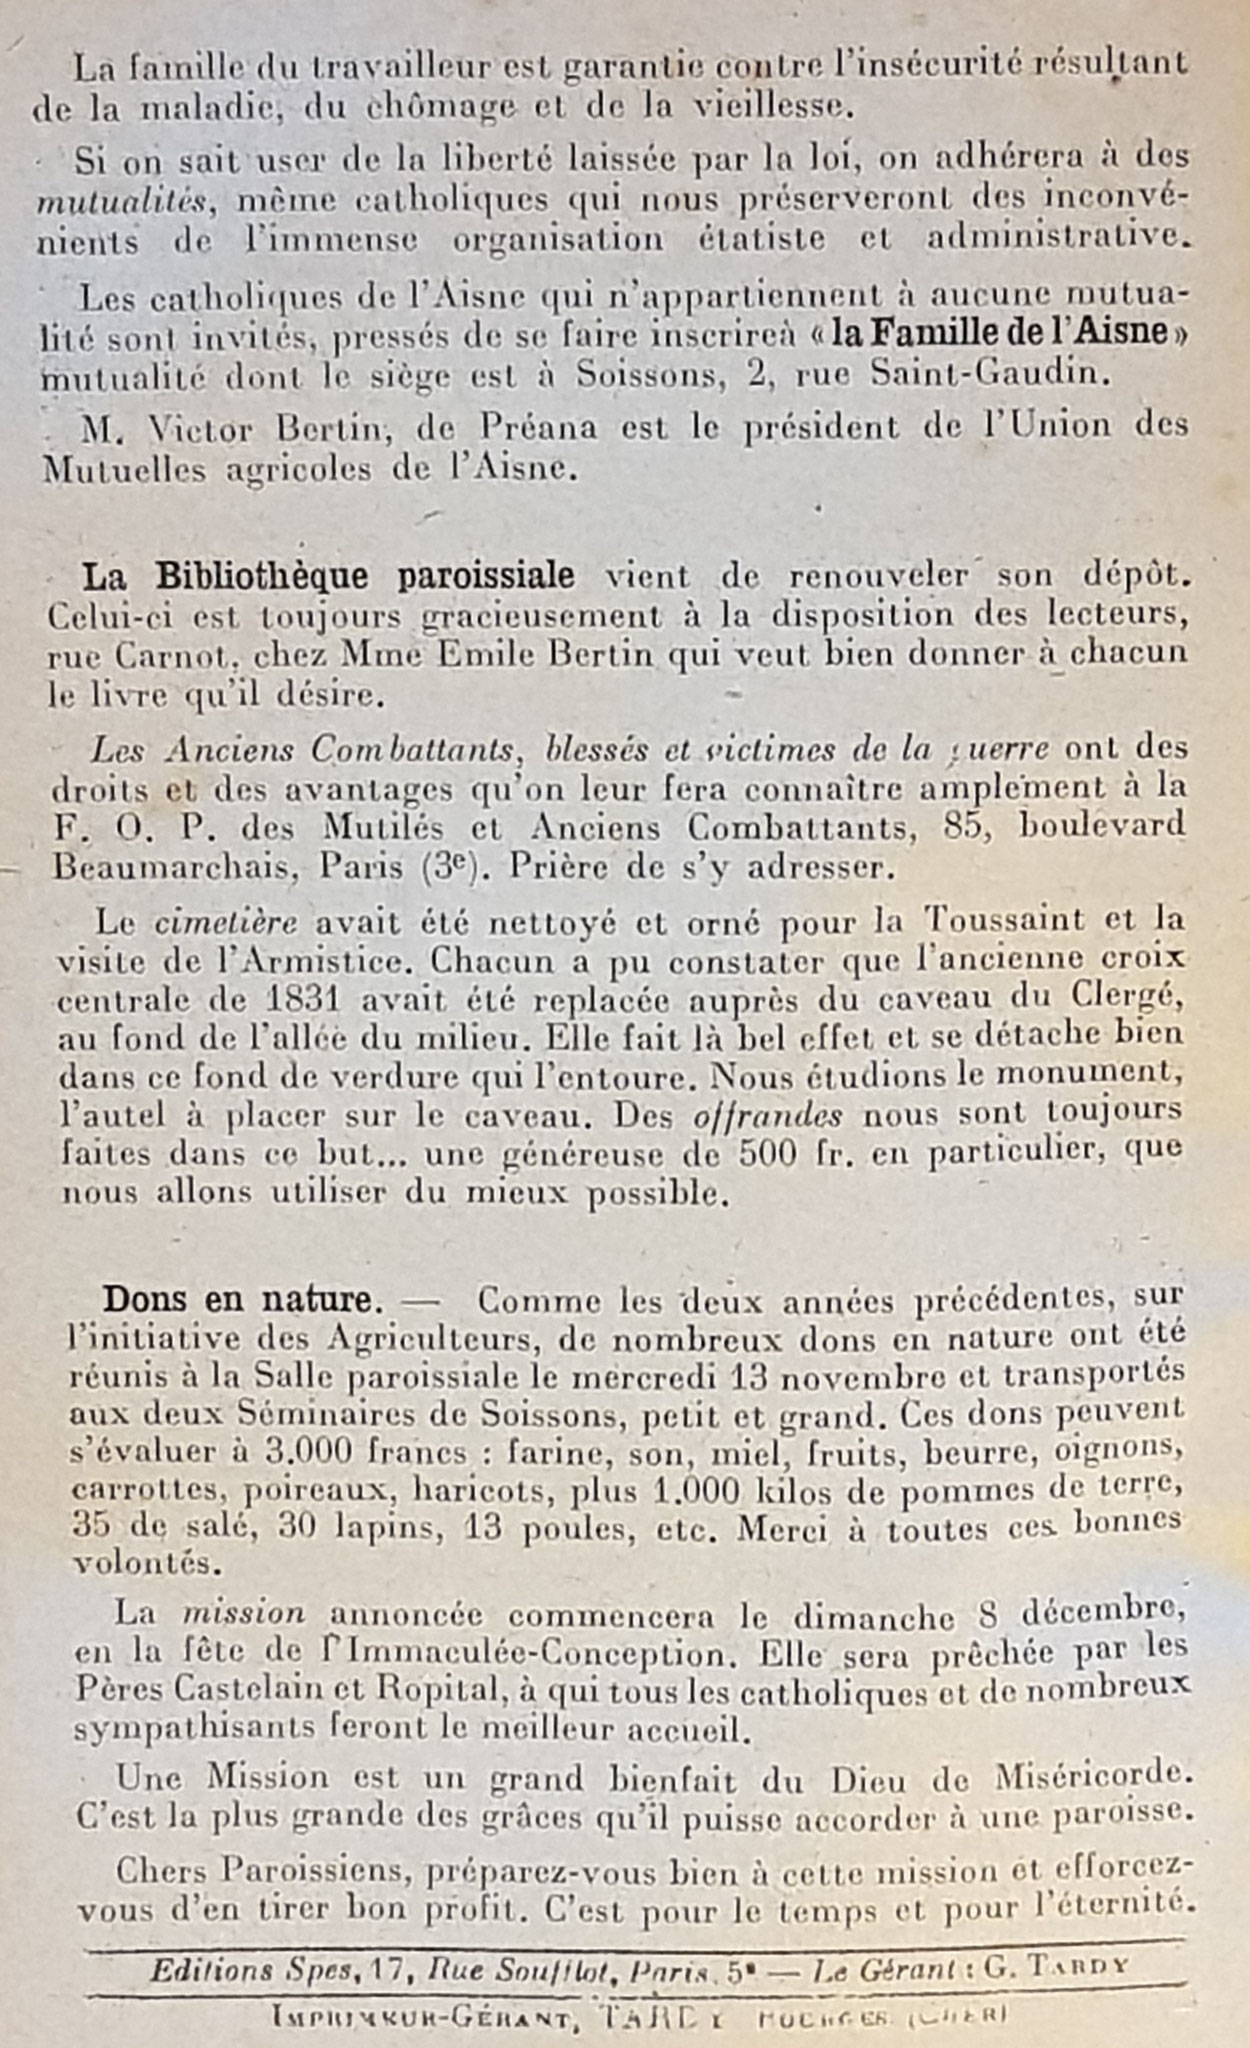 La famille du travailleur est garantie contre l'insécurité résultant
de la maladie, du chômage et de la vieillesse.
Si on sait user de la liberté laissée par la loi, on adhérera à des
mutualités, même catholiques qui nous préserveront des inconvé-
nients de l'immense organisation étatiste et administrative.
Les catholiques de l'Aisne qui n'appartiennent à aucune mutua-
lité sont invités, pressés de se faire inscrireà « la Famille de l'Aisne »
mutualité dont le siège est à Soissons, 2, rue Saint-Gaudin.
M. Victor Bertin, de Préana est le président de l'Union des
Mutuelles agricoles de l'Aisne.
La Bibliothèque paroissiale vient de renouveler son dépôt.
Celui-ci est toujours gracieusement à la disposition des lecteurs,
rue Carnot, chez Mme Emile Bertin qui veut bien donner à chacun
le livre qu'il désire.
Les Anciens Combattants, blessés et victimes de la guerre ont des
droits et des avantages qu'on leur fera connaître amplement à la
F. O. P. des Mutilés et Anciens Combattants, 85, boulevard
Beaumarchais, Paris (3e). Prière de s'y adresser.
Le cimetière avait été nettoyé et orné pour la Toussaint et la
visite de l'Armistice. Chacun a pu constater que l'ancienne croix
centrale de 1831 avait été replacée auprès du caveau du Clergé,
au fond de l'allée du milieu. Elle fait là bel effet et se détache bien
dans ce fond de verdure qui l'entoure. Nous étudions le monument,
l'autel à placer sur le caveau. Des offrandes nous sont toujours
faites dans ce but... une généreuse de 500 fr. en particulier, que
nous allons utiliser du mieux possible.
Dons en nature. — Comme les deux années précédentes, sur
l'initiative des Agriculteurs, de nombreux dons en nature ont été
réunis à la Salle paroissiale le mercredi 13 novembre et transportés
aux deux Séminaires de Soissons, petit et grand. Ces dons peuvent
s'évaluer à 3.000 francs : farine, son, miel, fruits, beurre, oignons,
carrottes, poireaux, haricots, plus 1.000 kilos de pommes de terre,
35 de salé, 30 lapins, 13 poules, etc. Merci à toutes ces bonnes
volontés.
La mission annoncée commencera le dimanche 8 décembre,
en la fête de l'Immaculée-Conception. Elle sera prêchée par les
Pères Castelain et Ropital, à qui tous les catholiques et de nombreux
sympathisants feront le meilleur accueil.
Une Mission est un grand bienfait du Dieu de Miséricorde.
C'est la plus grande des grâces qu'il puisse accorder à une paroisse.
Chers Paroissiens, préparez-vous bien à cette mission et efforcez-
vous d'en tirer bon profit. C'est pour le temps et pour l'éternité.
Editions Spes, 17, Rue Soufflot, Paris. 5e — Le Gérant : G. TARDY
IMPRIMEUR-GÉRANT, TARDY BOURGES (CHER)